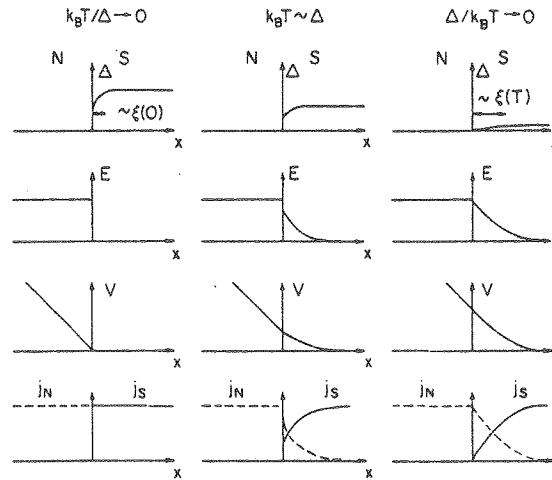 k_BT/Δ→0 k_BT~Δ Δ/k_BT→0
N S N S N S
Δ Δ Δ
~ξ(0) ~ξ(T)
x x
E E E
x x
V V V
x x
j_N j_S j_N j_S j_N j_S
x x